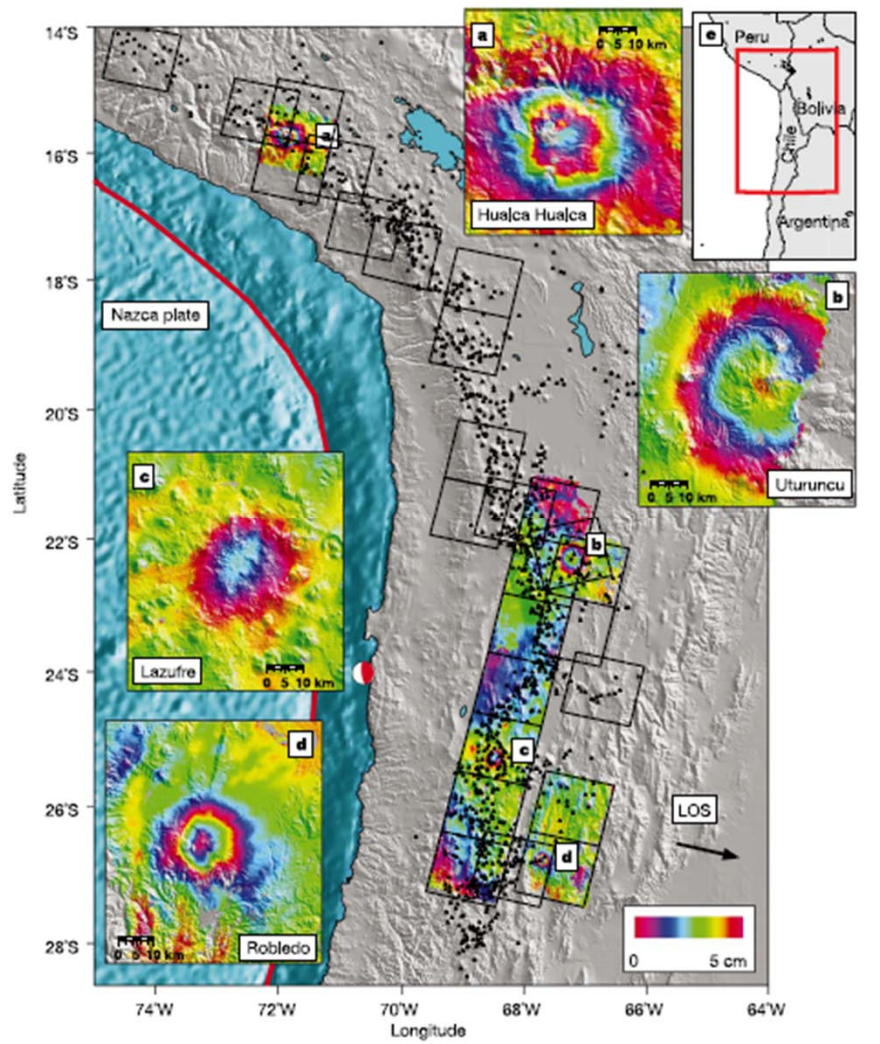 14°S
16°S
18°S
20°S
22°S
24°S
26°S
28°S
Latitude
74°W
72°W
70°W
68°W
66°W
64°W
Longitude
Nazca plate
a
b
c
d
LOS
0 5 cm
a
0 5 10 km
Hualca Hualca
e
Peru
Bolivia
Chile
Argentina
b
0 5 10 km
Uturuncu
c
Lazufre
0 5 10 km
d
0 5 10 km
Robledo